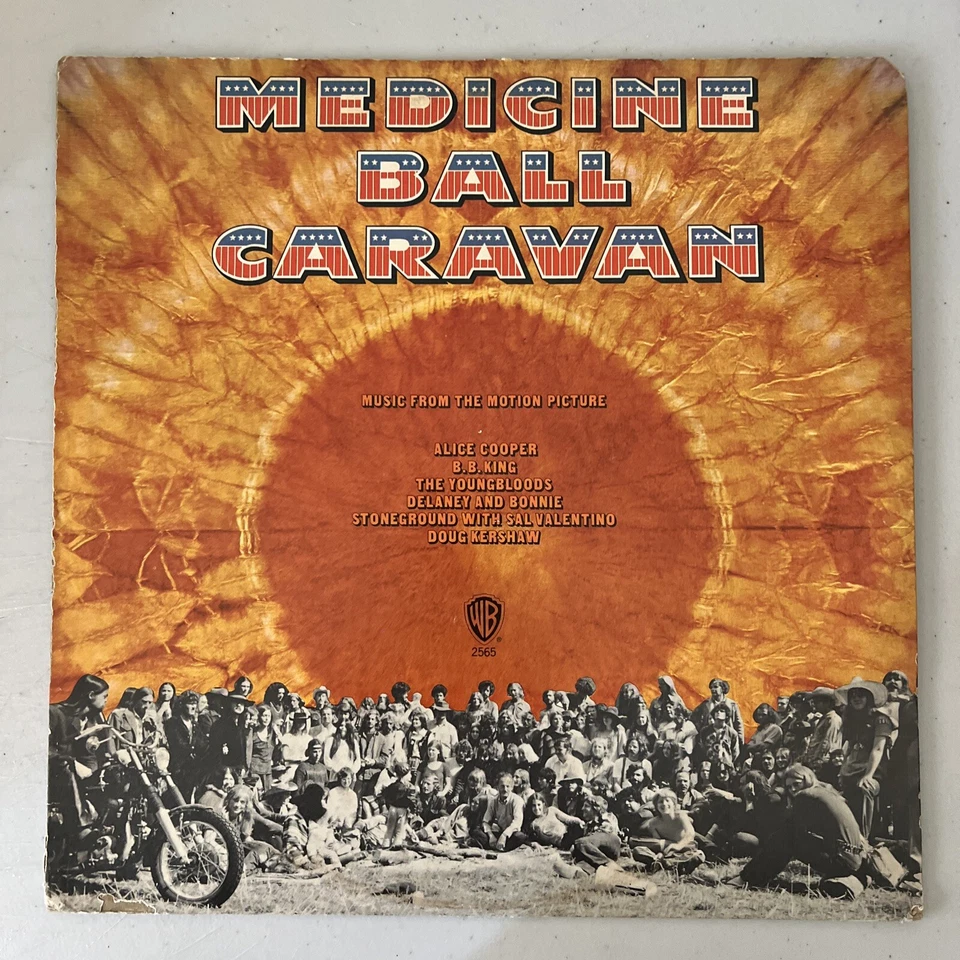 MEDICINE
BALL
CARAVAN
MUSIC FROM THE MOTION PICTURE
ALICE COOPER
B.B. KING
THE YOUNGBLOODS
DELANEY AND BONNIE
STONEGROUND WITH SAL VALENTINO
DOUG KERSHAW
WB
®
2565